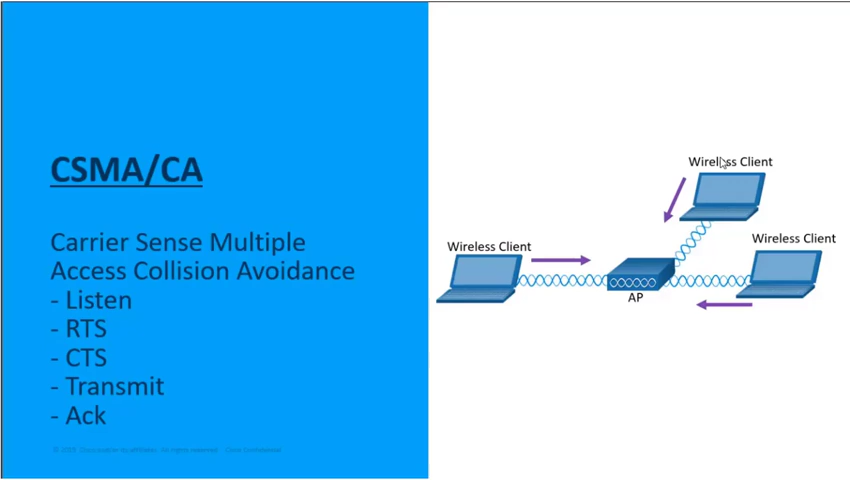 CSMA/CA
Carrier Sense Multiple
Access Collision Avoidance
- Listen
- RTS
- CTS
- Transmit
- Ack
Wireless Client
Wireless Client
Wireless Client
AP